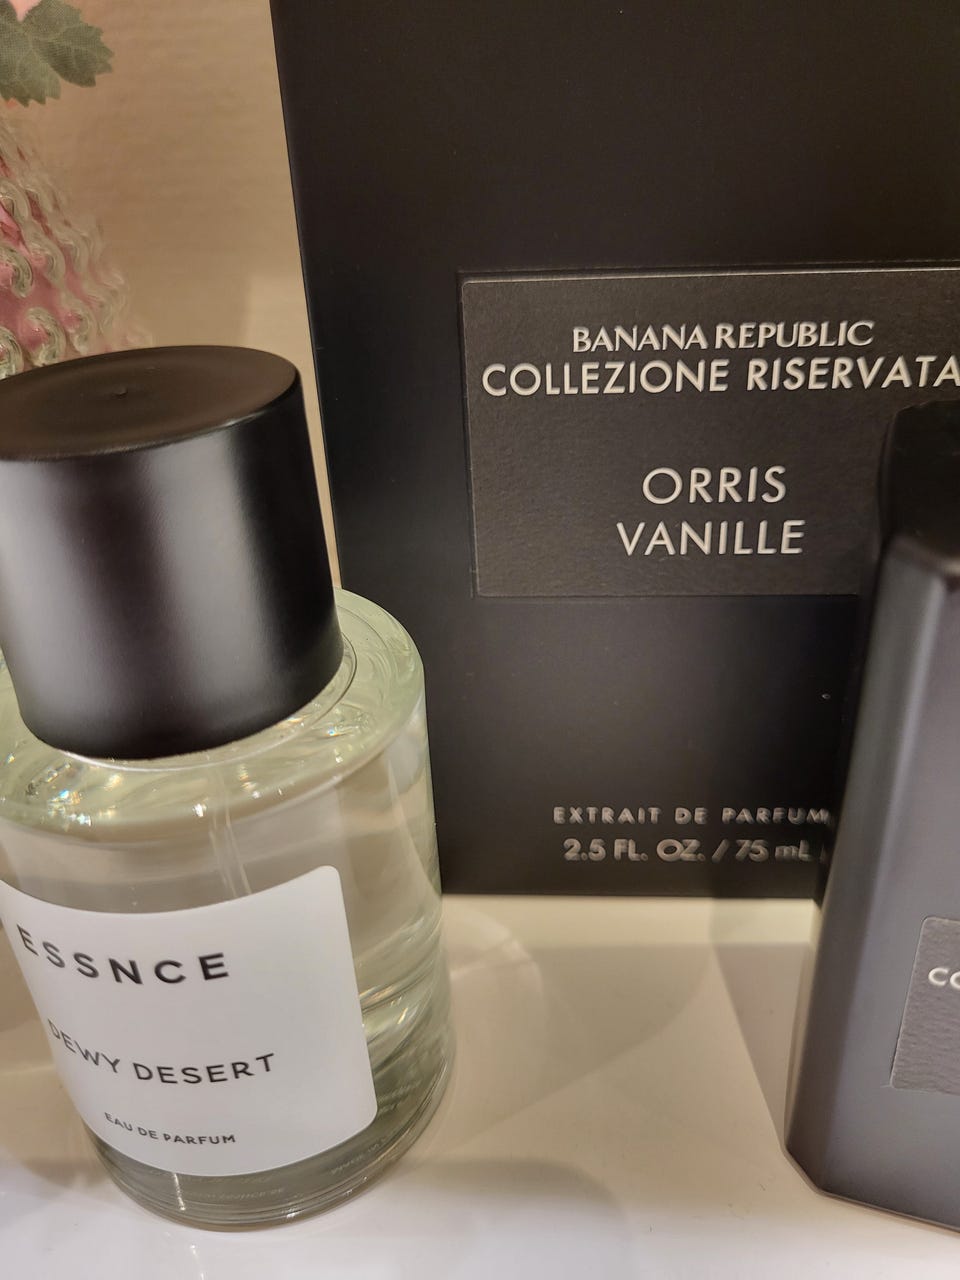 BANANA REPUBLIC
COLLEZIONE RISERVATA
ORRIS
VANILLE
EXTRAIT DE PARFUM
2.5 FL. OZ. / 75 mL
ESSNCE
DEWY DESERT
EAU DE PARFUM